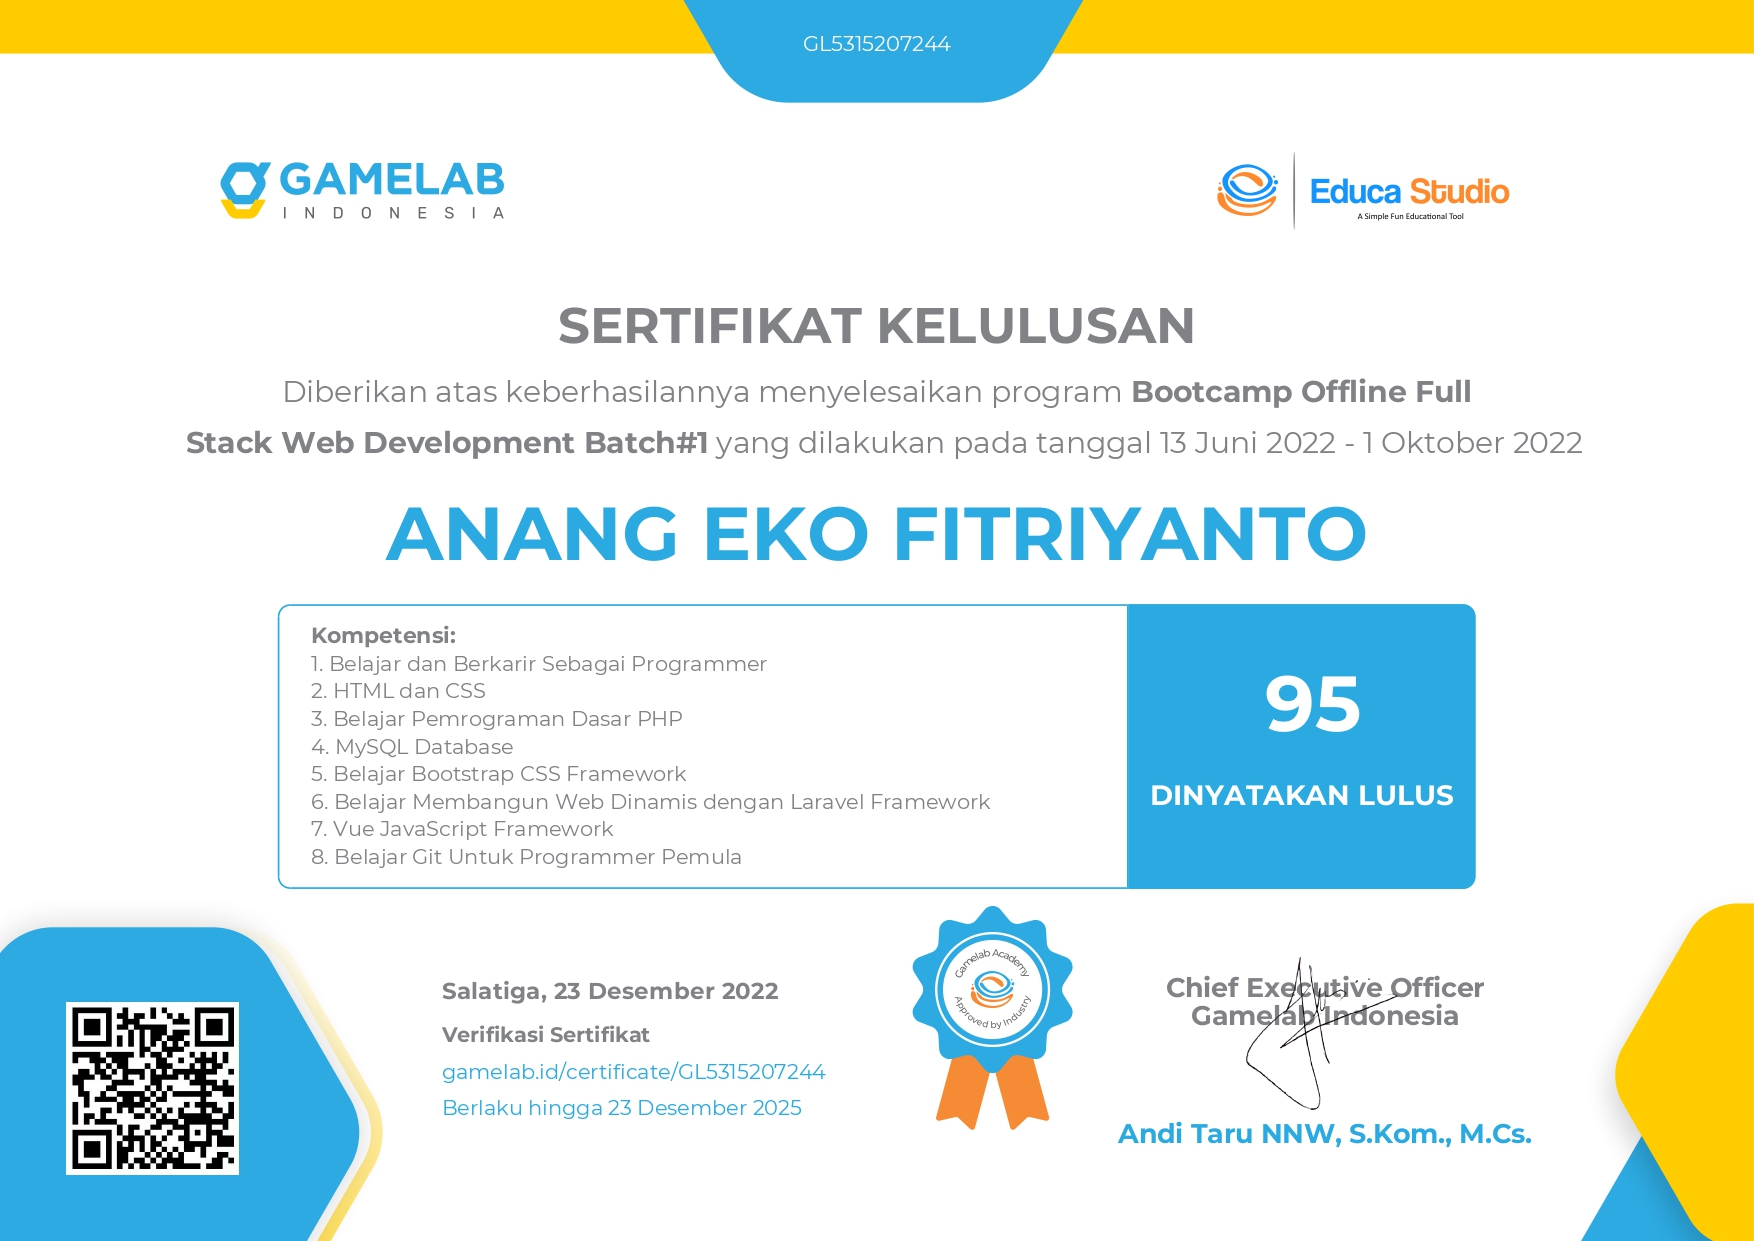 GL5315207244
GAMELAB
INDONESIA
Educa Studio
A Simple Fun Educational Tool
SERTIFIKAT KELULUSAN
Diberikan atas keberhasilannya menyelesaikan program Bootcamp Offline Full
Stack Web Development Batch#1 yang dilakukan pada tanggal 13 Juni 2022 - 1 Oktober 2022
ANANG EKO FITRIYANTO
Kompetensi:
1. Belajar dan Berkarir Sebagai Programmer
2. HTML dan CSS
3. Belajar Pemrograman Dasar PHP
4. MySQL Database
5. Belajar Bootstrap CSS Framework
6. Belajar Membangun Web Dinamis dengan Laravel Framework
7. Vue JavaScript Framework
8. Belajar Git Untuk Programmer Pemula
95
DINYATAKAN LULUS
Salatiga, 23 Desember 2022
Verifikasi Sertifikat
gamelab.id/certificate/GL5315207244
Berlaku hingga 23 Desember 2025
Gamelab Academy
Approved by Industry
Chief Executive Officer
Gamelab Indonesia
Andi Taru NNW, S.Kom., M.Cs.